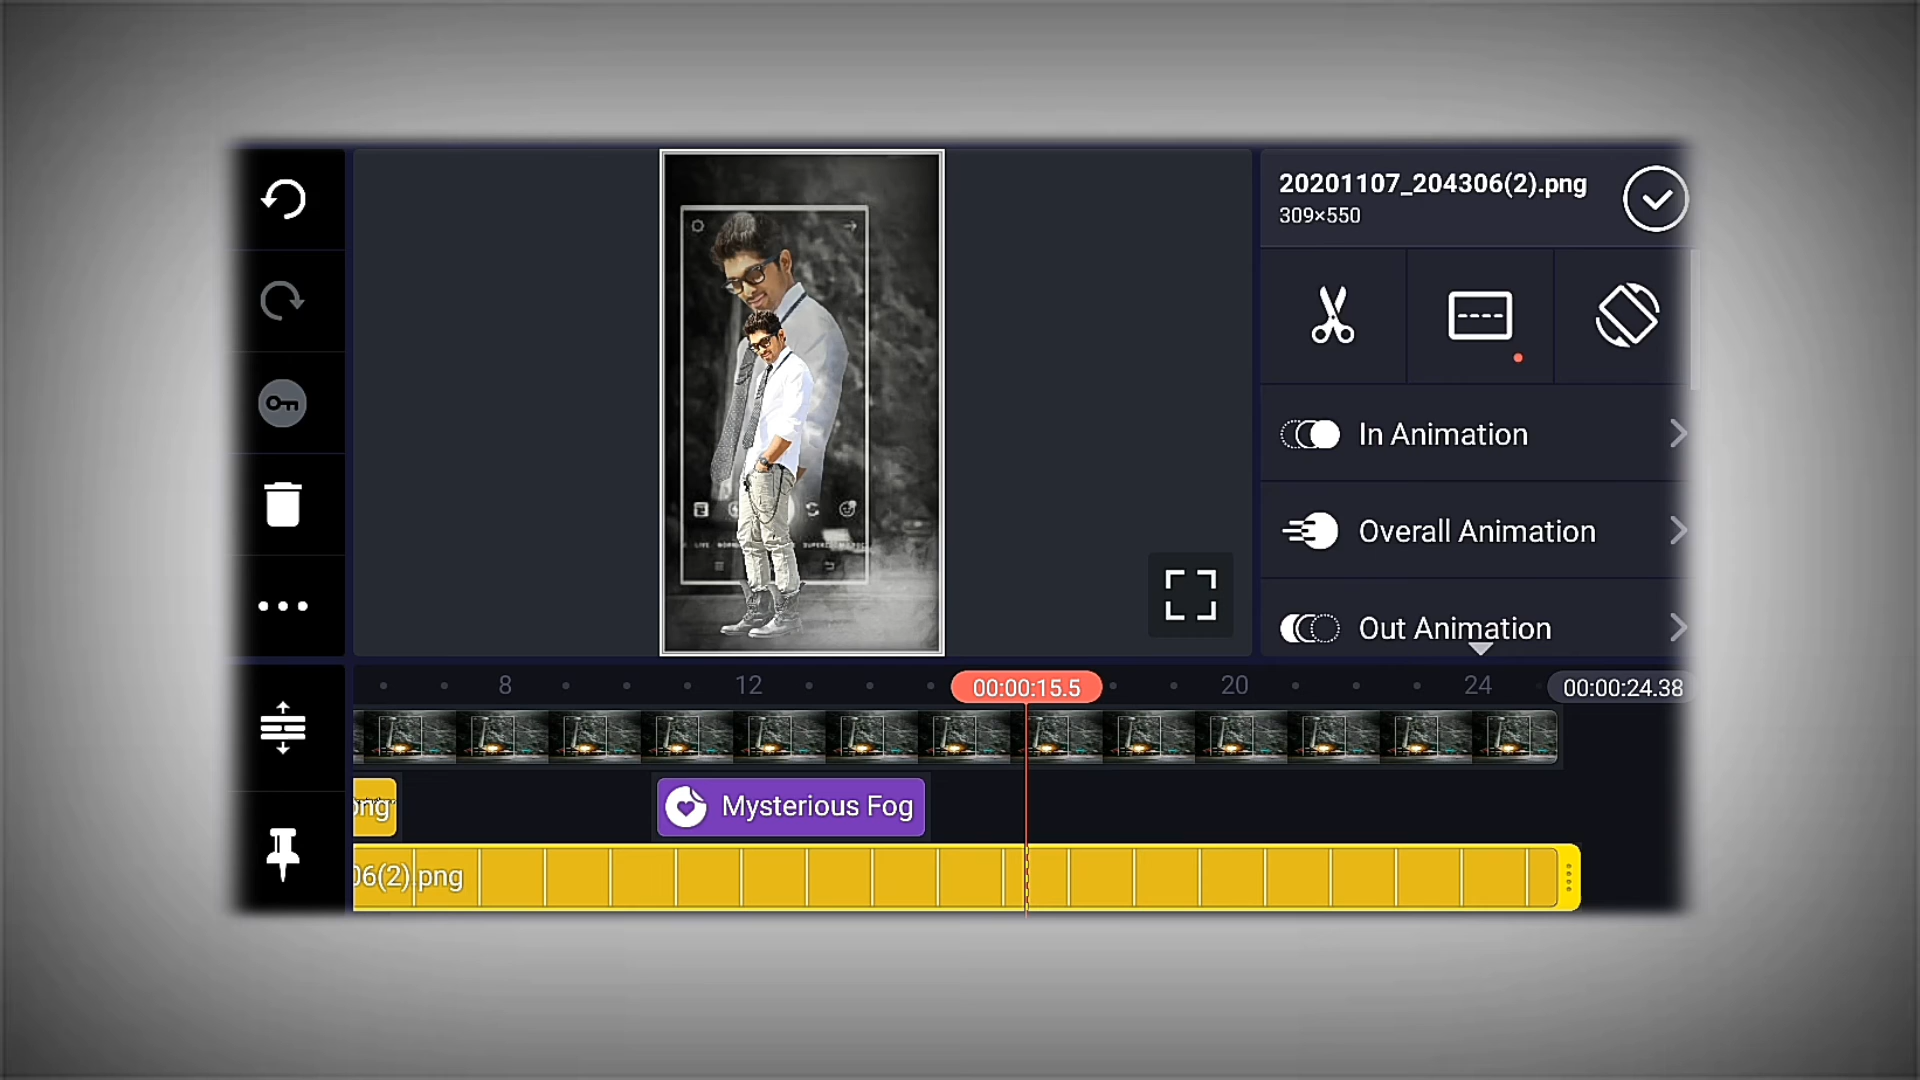 20201107_204306(2).png
309×550
In Animation
Overall Animation
Out Animation
LIVE
8
12
00:00:15.5
20
24
00:00:24.38
png
Mysterious Fog
06(2).png